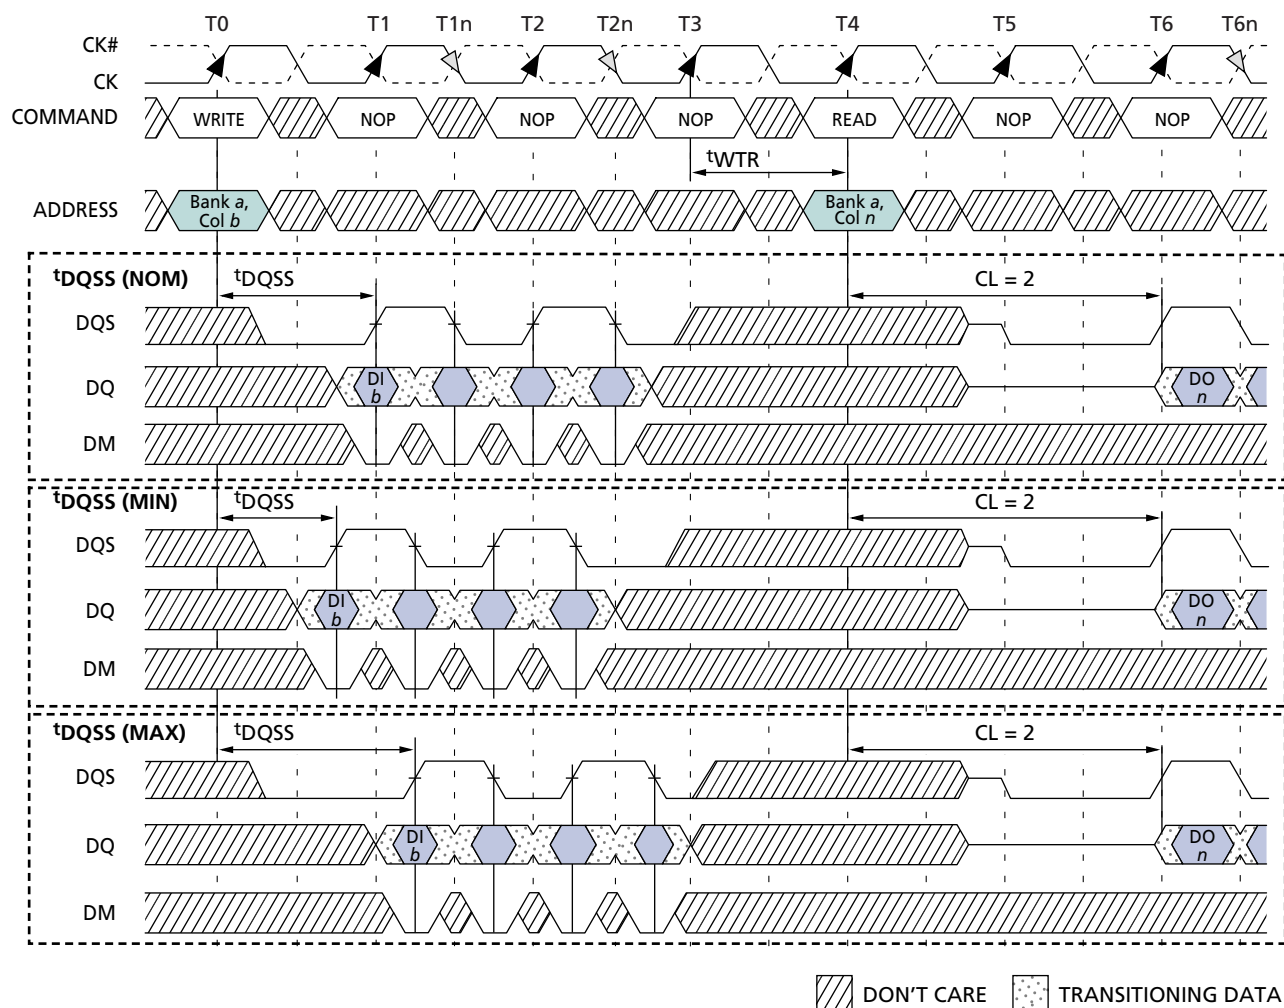 T0 T1 T1n T2 T2n T3 T4 T5 T6 T6n
CK#
CK
COMMAND WRITE NOP NOP NOP READ NOP NOP
tWTR
ADDRESS Bank a, Col b Bank a, Col n
tDQSS (NOM) tDQSS CL = 2
DQS
DQ DI b DO n
DM
tDQSS (MIN) tDQSS CL = 2
DQS
DQ DI b DO n
DM
tDQSS (MAX) tDQSS CL = 2
DQS
DQ DI b DO n
DM
DON'T CARE TRANSITIONING DATA